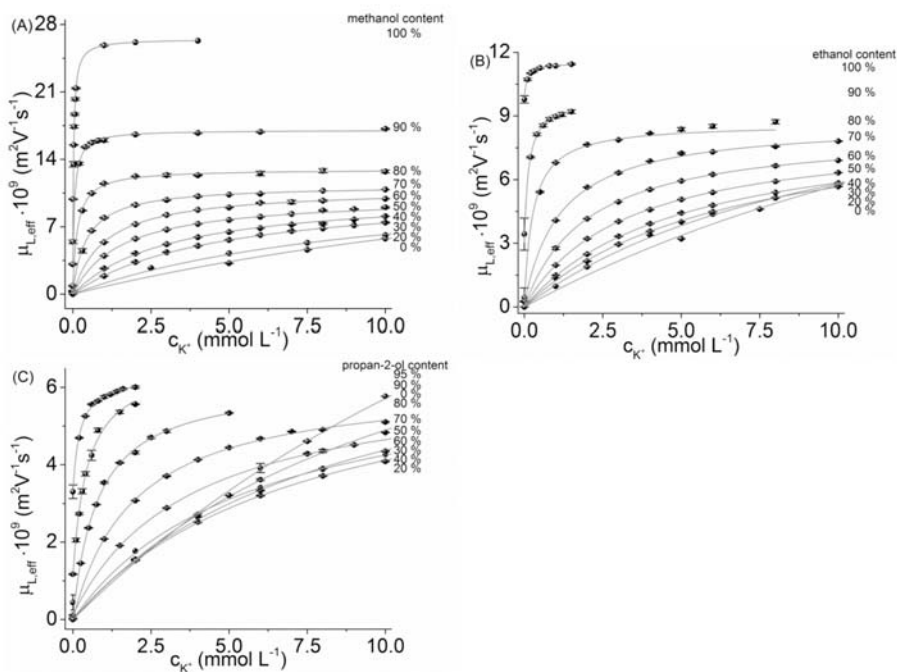 (A)
methanol content
100 %
90 %
80 %
70 %
60 %
50 %
40 %
30 %
20 %
0 %
28
21
14
7
0
μL,eff ·10⁹ (m²V⁻¹s⁻¹)
0.0 2.5 5.0 7.5 10.0
cK⁺ (mmol L⁻¹)
(B)
ethanol content
100 %
90 %
80 %
70 %
60 %
50 %
40 %
30 %
20 %
0 %
12
9
6
3
0
μL,eff ·10⁹ (m²V⁻¹s⁻¹)
0.0 2.5 5.0 7.5 10.0
cK⁺ (mmol L⁻¹)
(C)
propan-2-ol content
95 %
90 %
0 %
80 %
70 %
50 %
60 %
30 %
40 %
20 %
6
4
2
0
μL,eff ·10⁹ (m²V⁻¹s⁻¹)
0.0 2.5 5.0 7.5 10.0
cK⁺ (mmol L⁻¹)